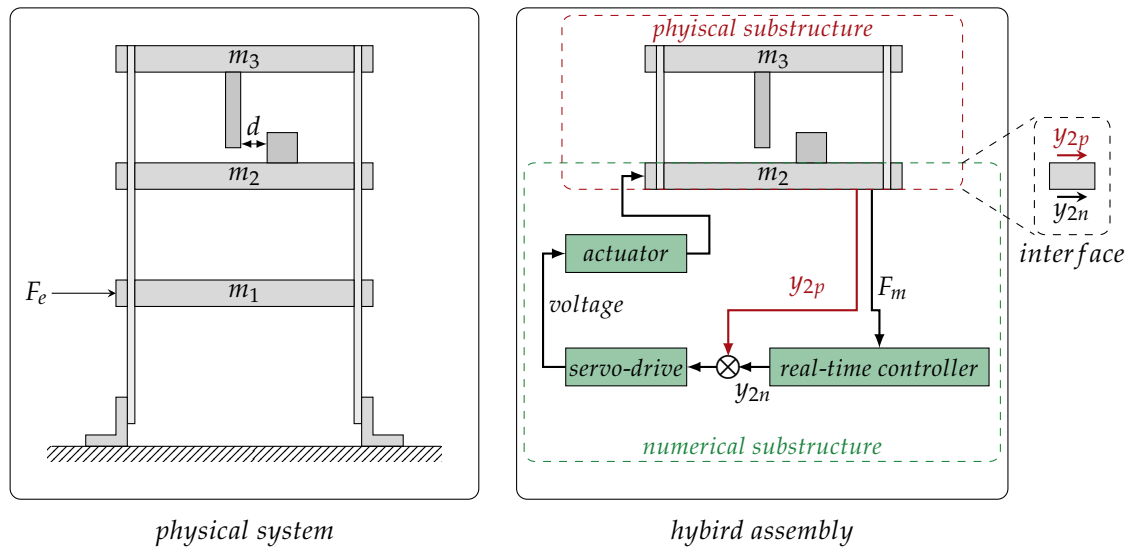 m3
d
m2
Fe
m1
physical system
phyiscal substructure
m3
m2
actuator
voltage
y2p
Fm
servo-drive
y2n
real-time controller
numerical substructure
hybird assembly
y2p
y2n
interface